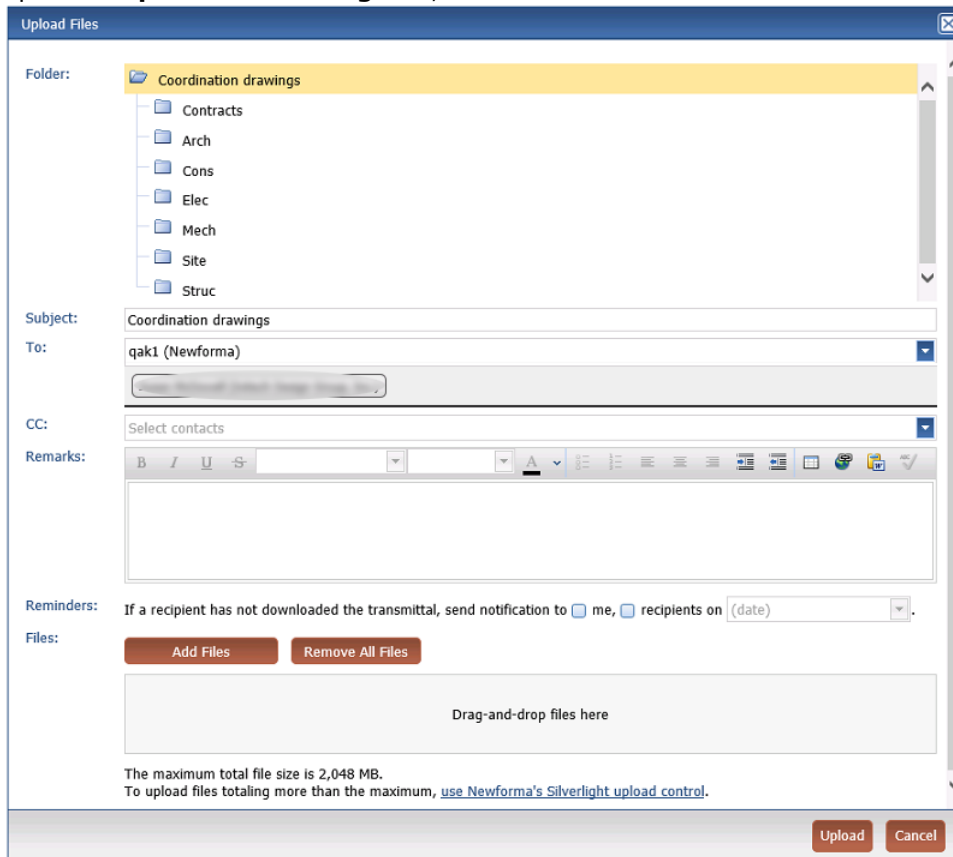 Upload Files
Folder:
Coordination drawings
Contracts
Arch
Cons
Elec
Mech
Site
Struc
Subject:
Coordination drawings
To:
qak1 (Newforma)
CC:
Select contacts
Remarks:
B I U S A
Reminders:
If a recipient has not downloaded the transmittal, send notification to me, recipients on (date) .
Files:
Add Files Remove All Files
Drag-and-drop files here
The maximum total file size is 2,048 MB.
To upload files totaling more than the maximum, use Newforma's Silverlight upload control.
Upload Cancel